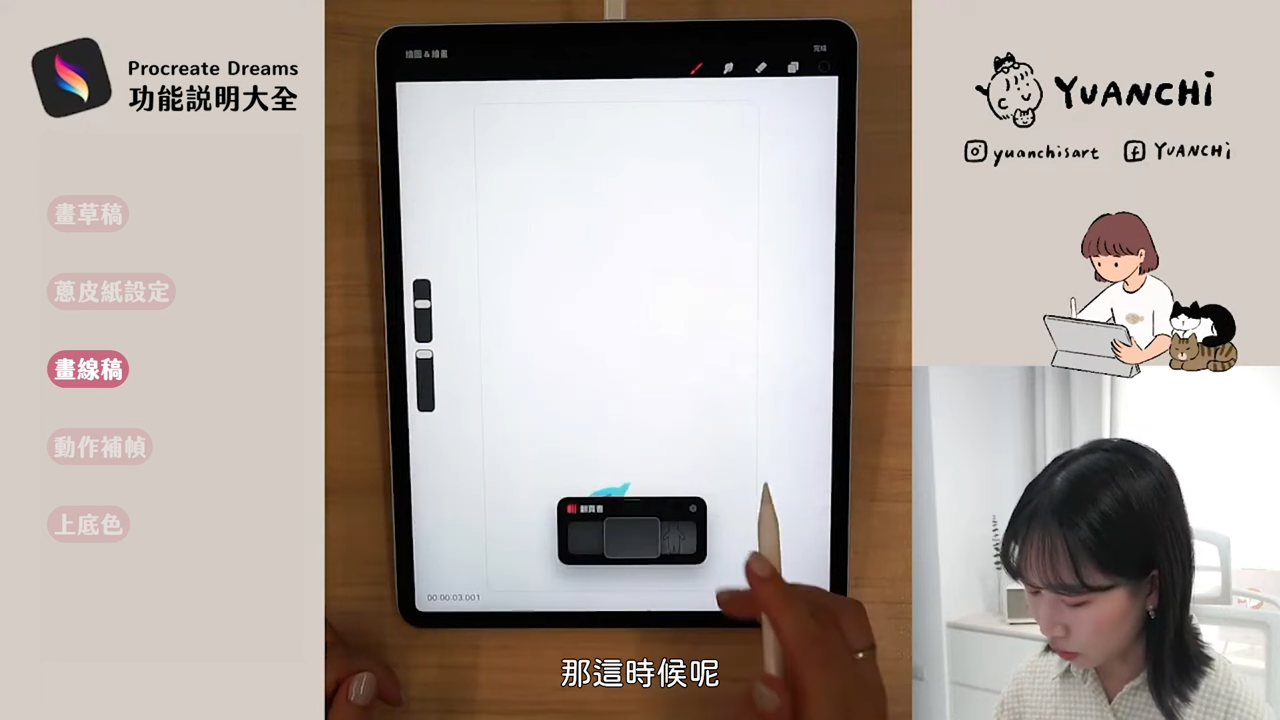 Procreate Dreams
功能説明大全
畫草稿
蔥皮紙設定
畫線稿
動作補幀
上底色
繪圖 & 繪畫
完成
翻頁書
00:00:03.001
那這時候呢
YUANCHi
yuanchisart
YUANCHi